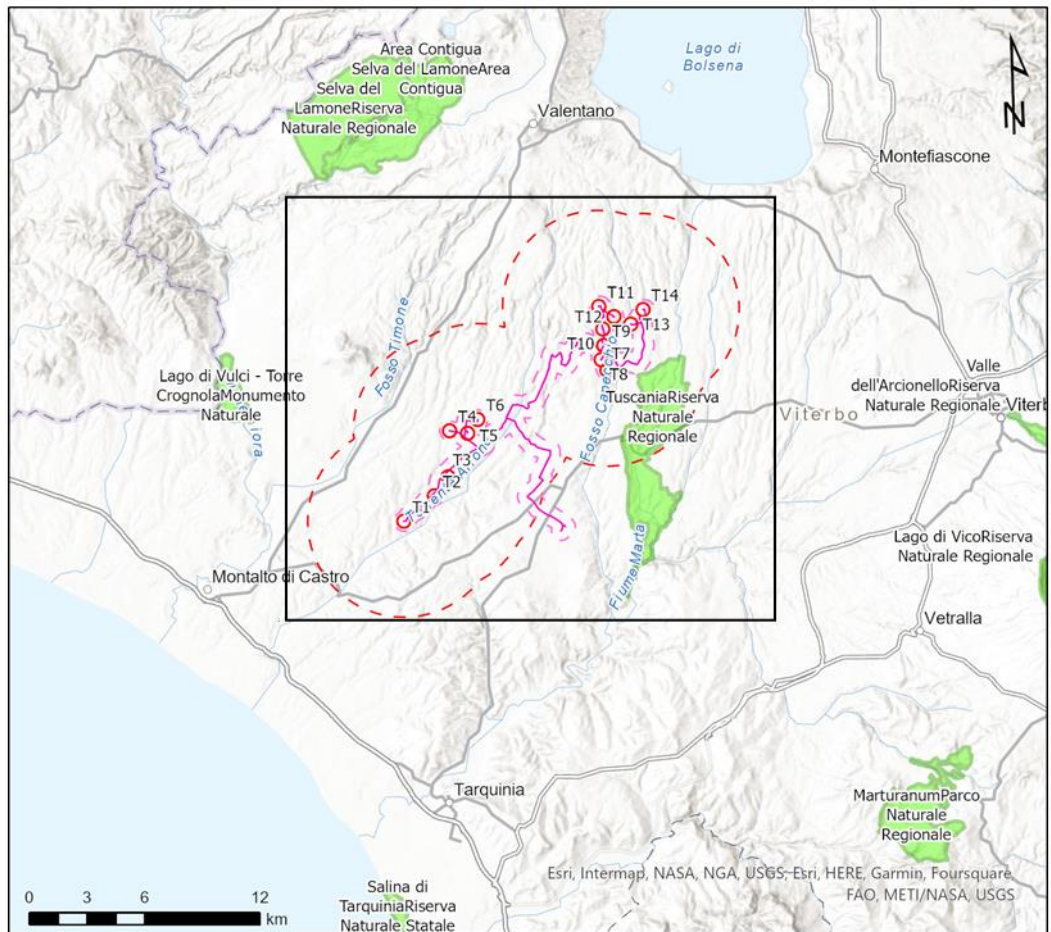 Area Contigua
Selva del LamoneArea
Selva del Contigua
LamoneRiserva
Naturale Regionale
Lago di
Bolsena
N
Valentano
Montefiascone
T11
T14
T12
T9
T13
T10
T7
T8
Fosso Timone
Lago di Vulci - Torre
CrognolaMonumento
Naturale
iora
T6
T4
T5
T3
T2
T1
Fosso Cape
TuscaniaRiserva
Naturale
Regionale
Valle
dell'ArcionelloRiserva
Naturale Regionale
Viterb
Viterbo
Fiume Marta
Lago di VicoRiserva
Naturale Regionale
Montalto di Castro
Vetralla
Tarquinia
MarturanumParco
Naturale
Regionale
Salina di
TarquiniaRiserva
Naturale Statale
Esri, Intermap, NASA, NGA, USGS, Esri, HERE, Garmin, Foursquare,
FAO, METI/NASA, USGS
0 3 6 12
km